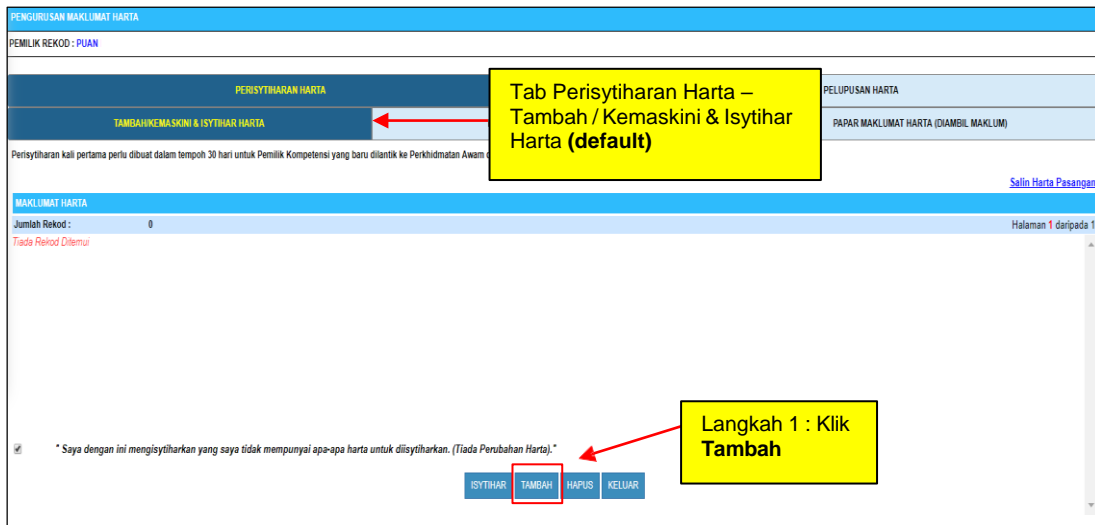 PENGURUSAN MAKLUMAT HARTA
PEMILIK REKOD : PUAN
PERISYTIHARAN HARTA
PELUPUSAN HARTA
Tab Perisytiharan Harta –
Tambah / Kemaskini & Isytihar
Harta (default)
TAMBAH/KEMASKINI & ISYTIHAR HARTA
PAPAR MAKLUMAT HARTA (DIAMBIL MAKLUM)
Perisytiharan kali pertama perlu dibuat dalam tempoh 30 hari untuk Pemilik Kompetensi yang baru dilantik ke Perkhidmatan Awam
Salin Harta Pasangan
MAKLUMAT HARTA
Jumlah Rekod : 0 Halaman 1 daripada 1
Tiada Rekod Ditemui
Langkah 1 : Klik
Tambah
" Saya dengan ini mengisytiharkan yang saya tidak mempunyai apa-apa harta untuk diisytiharkan. (Tiada Perubahan Harta)."
ISYTIHAR TAMBAH HAPUS KELUAR